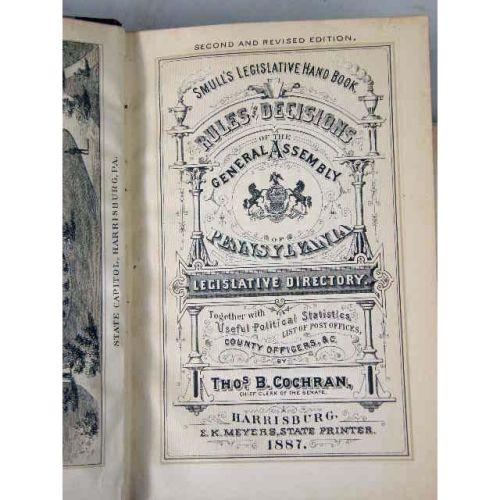 STATE CAPITOL, HARRISBURG, PA.
SECOND AND REVISED EDITION.
SMULL'S LEGISLATIVE HAND BOOK.
RULES AND DECISIONS
OF THE
GENERAL ASSEMBLY
OF
PENNSYLVANIA
LEGISLATIVE DIRECTORY.
Together with
Useful Political Statistics,
LIST OF POST OFFICES,
COUNTY OFFICERS, &C.
BY
THOS. B. COCHRAN,
CHIEF CLERK OF THE SENATE.
HARRISBURG.
E.K. MEYERS, STATE PRINTER.
1887.